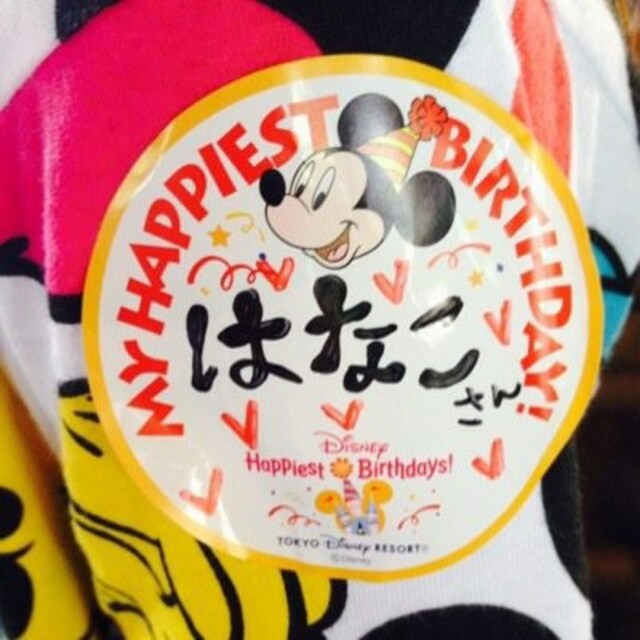 MY HAPPIEST BIRTHDAY!
はなこ
さん
Disney
Happiest Birthdays!
TOKYO Disney RESORT®
©Disney